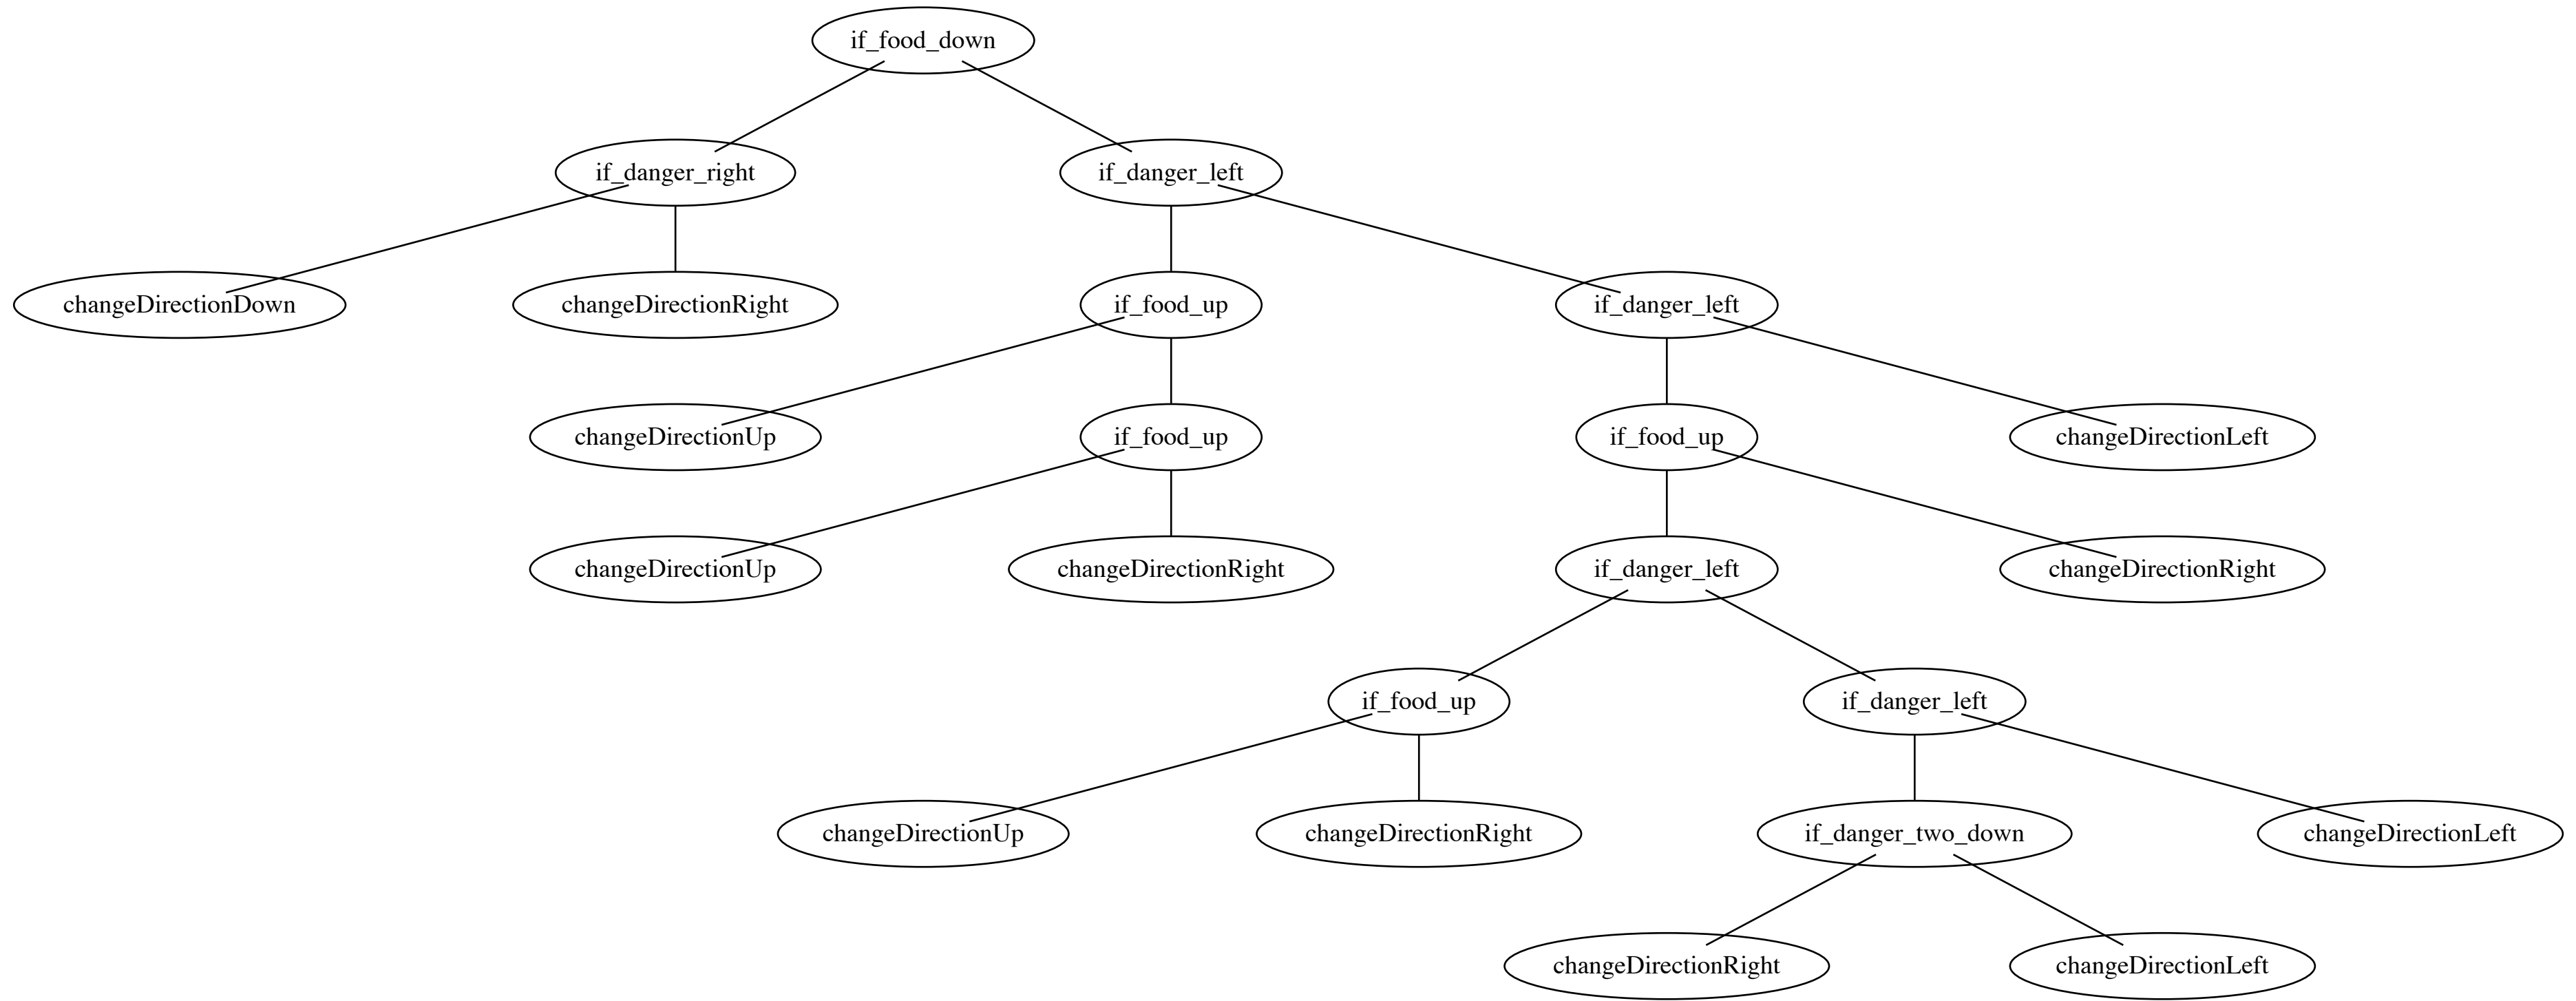 if_food_down
if_danger_right
if_danger_left
changeDirectionDown
changeDirectionRight
if_food_up
if_danger_left
changeDirectionUp
if_food_up
if_food_up
changeDirectionLeft
changeDirectionUp
changeDirectionRight
if_danger_left
changeDirectionRight
if_food_up
if_danger_left
changeDirectionUp
changeDirectionRight
if_danger_two_down
changeDirectionLeft
changeDirectionRight
changeDirectionLeft